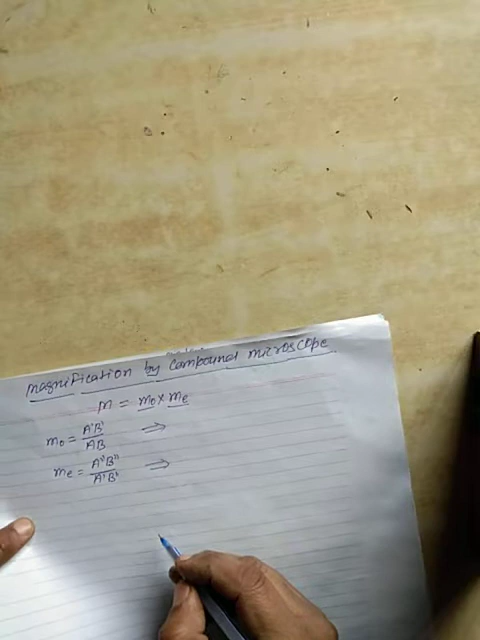 magnification by compound microscope
M = mo x me
mo = A'B' / AB ⇒
me = A"B" / A'B' ⇒